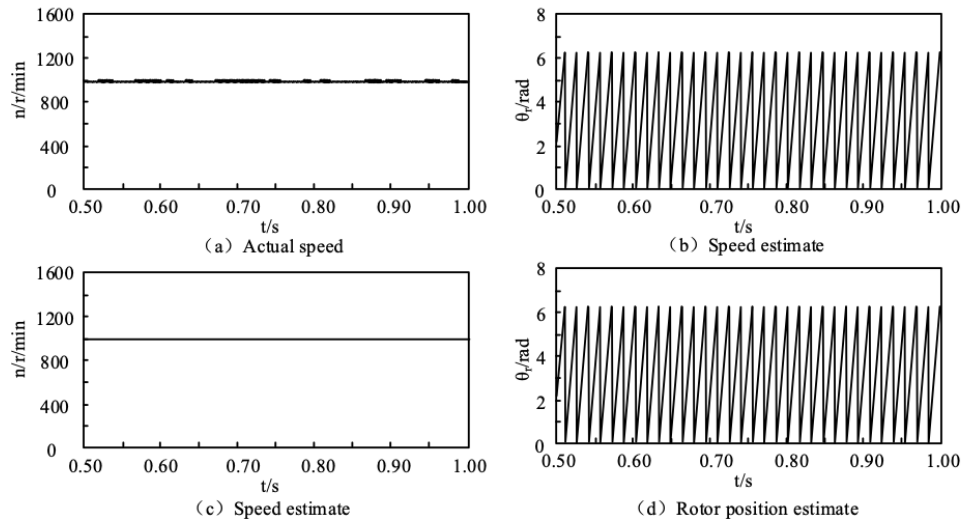 1600
1200
800
400
0
n/r/min
0.50 0.60 0.70 0.80 0.90 1.00
t/s
（a）Actual speed
8
6
4
2
0
θr/rad
0.50 0.60 0.70 0.80 0.90 1.00
t/s
（b）Speed estimate
1600
1200
800
400
0
n/r/min
0.50 0.60 0.70 0.80 0.90 1.00
t/s
（c）Speed estimate
8
6
4
2
0
θr/rad
0.50 0.60 0.70 0.80 0.90 1.00
t/s
（d）Rotor position estimate